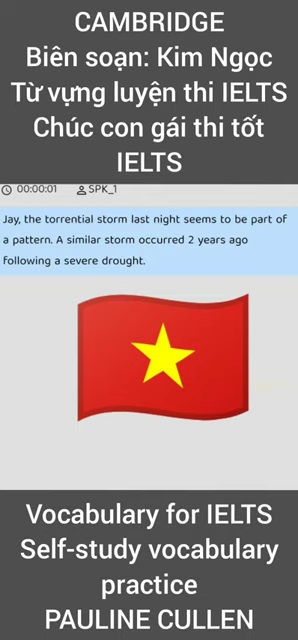 CAMBRIDGE
Biên soạn: Kim Ngọc
Từ vựng luyện thi IELTS
Chúc con gái thi tốt
IELTS
00:00:01 SPK_1
Jay, the torrential storm last night seems to be part of
a pattern. A similar storm occurred 2 years ago
following a severe drought.
Vocabulary for IELTS
Self-study vocabulary
practice
PAULINE CULLEN